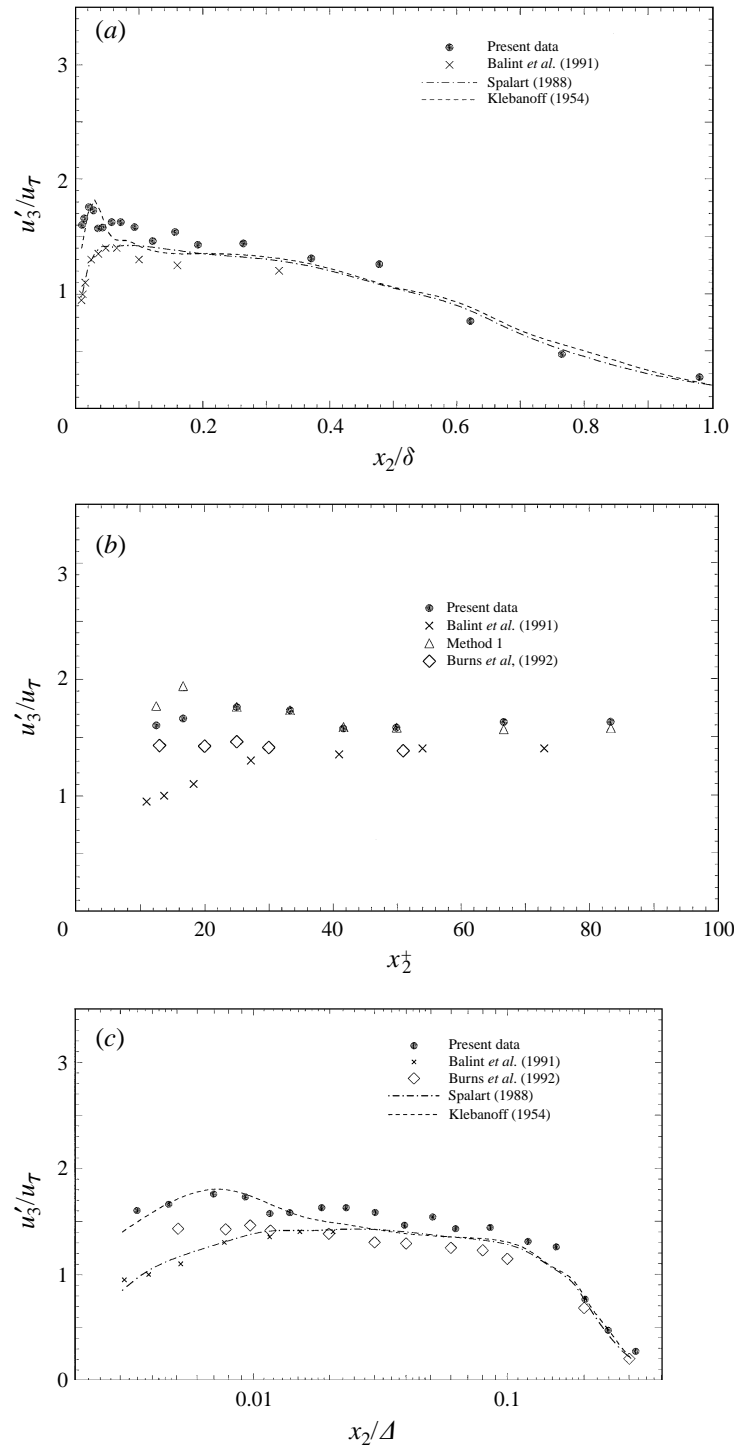 (a)
Present data
Balint et al. (1991)
Spalart (1988)
Klebanoff (1954)
3
2
1
u′3/uτ
0 0.2 0.4 0.6 0.8 1.0
x2/δ
(b)
Present data
Balint et al. (1991)
Method 1
Burns et al, (1992)
3
2
1
u′3/uτ
0 20 40 60 80 100
x2+
(c)
Present data
Balint et al. (1991)
Burns et al. (1992)
Spalart (1988)
Klebanoff (1954)
3
2
1
0
u′3/uτ
0.01 0.1
x2/Δ